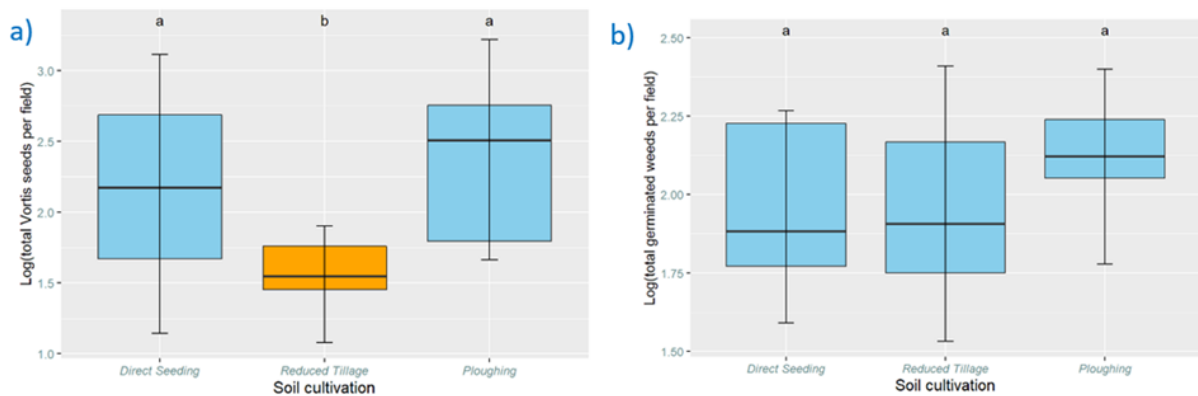 a)
a b a
Log(total Vortis seeds per field)
3.0
2.5
2.0
1.5
1.0
Direct Seeding Reduced Tillage Ploughing
Soil cultivation
b)
a a a
Log(total germinated weeds per field)
2.50
2.25
2.00
1.75
1.50
Direct Seeding Reduced Tillage Ploughing
Soil cultivation